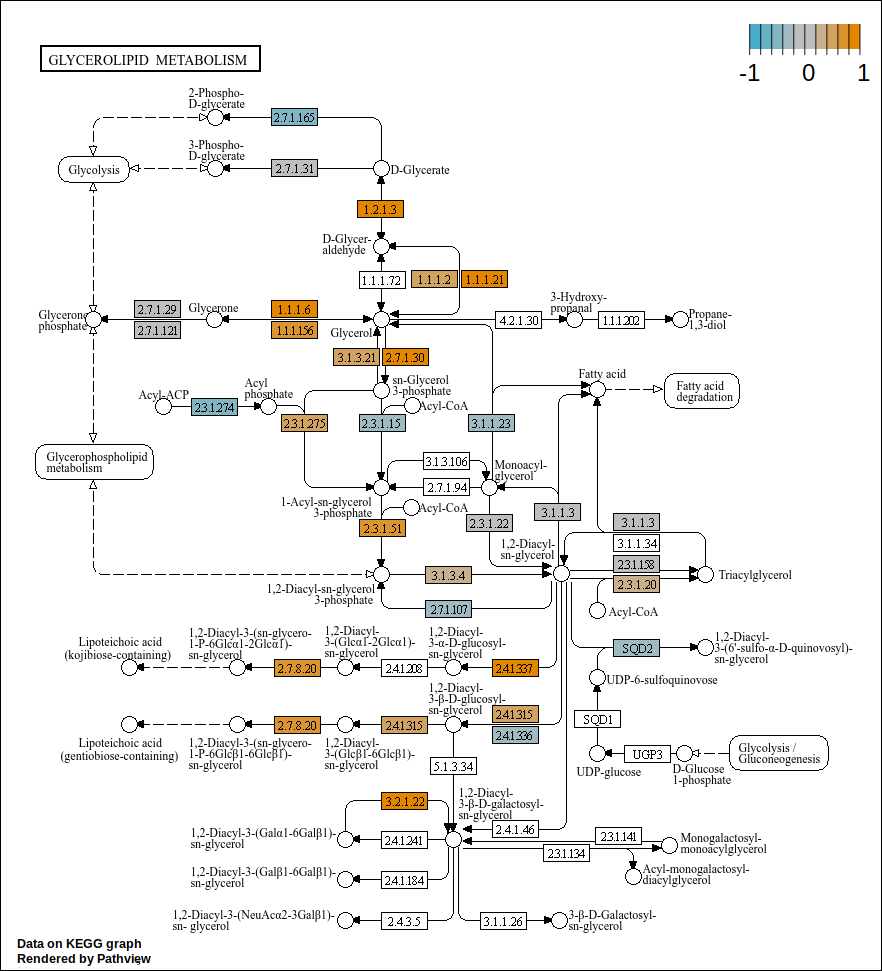 -1 0 1
GLYCEROLIPID METABOLISM
2-Phospho-
D-glycerate
2.7.1.165
3-Phospho-
D-glycerate
Glycolysis
2.7.1.31
D-Glycerate
1.2.1.3
D-Glycer-
aldehyde
1.1.1.72
1.1.1.2
1.1.1.21
Glycerone
phosphate
2.7.1.29
2.7.1.121
Glycerone
1.1.1.6
1.1.1.156
Glycerol
4.2.1.30
3-Hydroxy-
propanal
1.1.1.202
Propane-
1,3-diol
3.1.3.21
2.7.1.30
sn-Glycerol
3-phosphate
Fatty acid
Fatty acid
degradation
Acyl-ACP
2.3.1.274
Acyl
phosphate
2.3.1.275
2.3.1.15
Acyl-CoA
3.1.1.23
Glycerophospholipid
metabolism
3.1.3.106
2.7.1.94
Monoacyl-
glycerol
1-Acyl-sn-glycerol
3-phosphate
Acyl-CoA
2.3.1.51
2.3.1.22
3.1.1.3
3.1.1.3
3.1.1.34
2.3.1.158
2.3.1.20
1,2-Diacyl-
sn-glycerol
Triacylglycerol
1,2-Diacyl-sn-glycerol
3-phosphate
3.1.3.4
2.7.1.107
Acyl-CoA
Lipoteichoic acid
(kojibiose-containing)
1,2-Diacyl-3-(sn-glycero-
1-P-6Glcα1-2Glcα1)-
sn-glycerol
2.7.8.20
1,2-Diacyl-
3-(Glcα1-2Glcα1)-
sn-glycerol
2.4.1.208
1,2-Diacyl-
3-α-D-glucosyl-
sn-glycerol
2.4.1.337
SQD2
1,2-Diacyl-
3-(6'-sulfo-α-D-quinovosyl)-
sn-glycerol
UDP-6-sulfoquinovose
Lipoteichoic acid
(gentiobiose-containing)
1,2-Diacyl-3-(sn-glycero-
1-P-6Glcβ1-6Glcβ1)-
sn-glycerol
2.7.8.20
1,2-Diacyl-
3-(Glcβ1-6Glcβ1)-
sn-glycerol
2.4.1.315
1,2-Diacyl-
3-β-D-glucosyl-
sn-glycerol
2.4.1.315
2.4.1.336
SQD1
UDP-glucose
UGP3
D-Glucose
1-phosphate
Glycolysis /
Gluconeogenesis
5.1.3.34
1,2-Diacyl-
3-β-D-galactosyl-
sn-glycerol
3.2.1.22
2.4.1.46
1,2-Diacyl-3-(Galα1-6Galβ1)-
sn-glycerol
2.4.1.241
2.3.1.141
2.3.1.134
Monogalactosyl-
monoacylglycerol
Acyl-monogalactosyl-
diacylglycerol
1,2-Diacyl-3-(Galβ1-6Galβ1)-
sn-glycerol
2.4.1.184
1,2-Diacyl-3-(NeuAcα2-3Galβ1)-
sn- glycerol
2.4.3.5
3.1.1.26
3-β-D-Galactosyl-
sn-glycerol
Data on KEGG graph
Rendered by Pathview